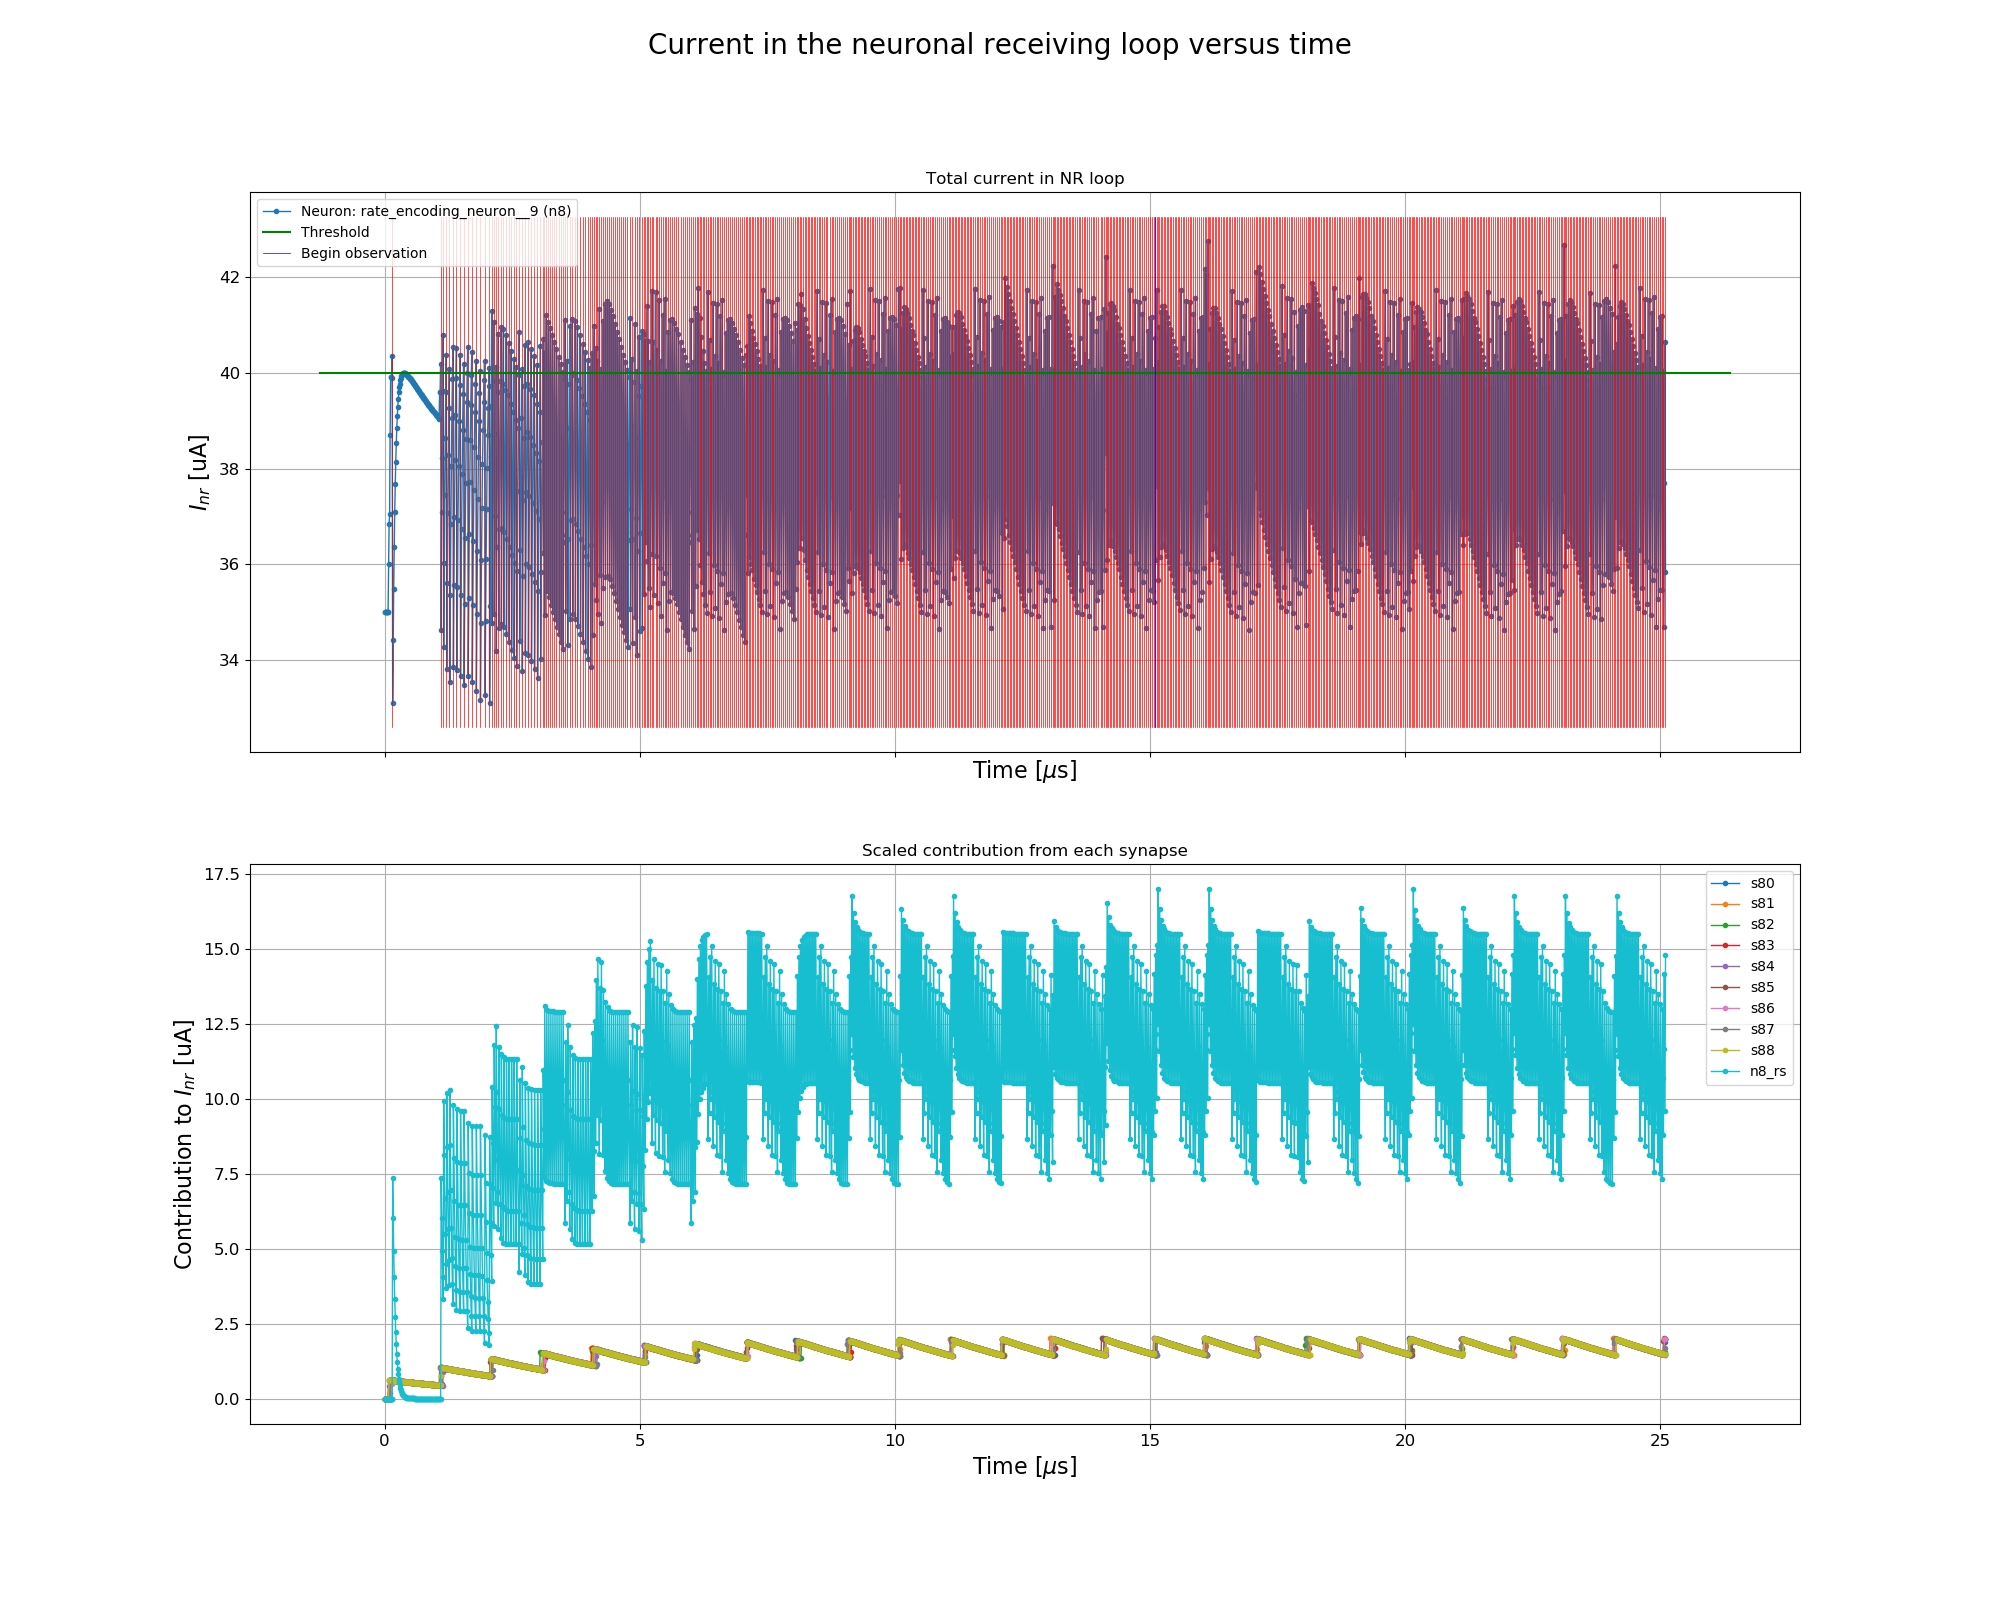 Current in the neuronal receiving loop versus time
Total current in NR loop
Neuron: rate_encoding_neuron__9 (n8)
Threshold
Begin observation
42
40
38
36
34
I_nr [uA]
Time [μs]
Scaled contribution from each synapse
17.5
15.0
12.5
10.0
7.5
5.0
2.5
0.0
Contribution to I_nr [uA]
s80
s81
s82
s83
s84
s85
s86
s87
s88
n8_rs
0 5 10 15 20 25
Time [μs]